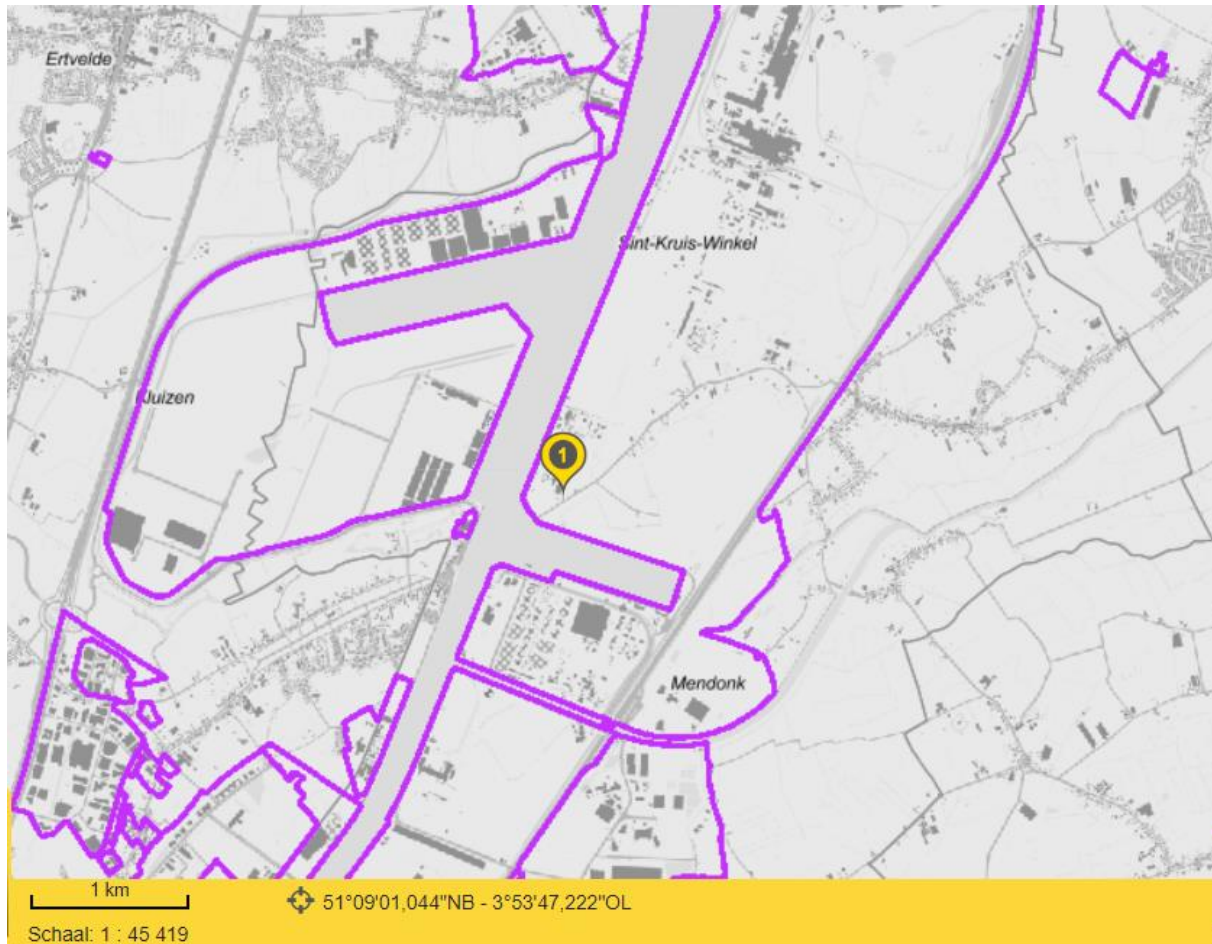 Ertvelde
Sint-Kruis-Winkel
Kluizen
1
Mendonk
1 km
51°09'01,044"NB - 3°53'47,222"OL
Schaal: 1 : 45 419